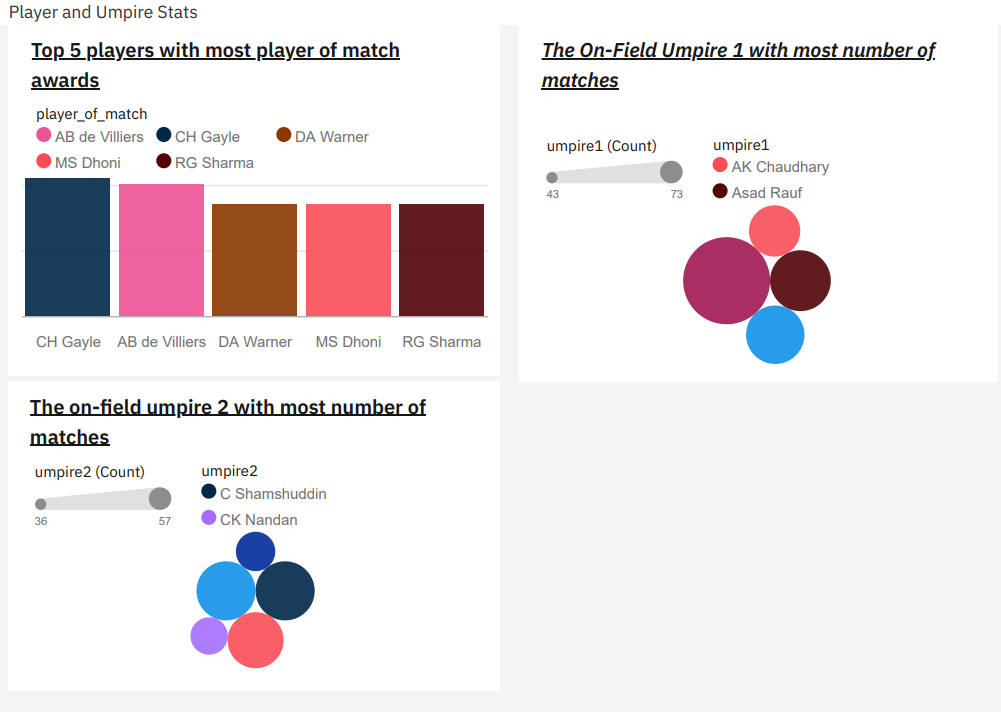 Player and Umpire Stats
Top 5 players with most player of match
awards
player_of_match
AB de Villiers CH Gayle DA Warner
MS Dhoni RG Sharma
CH Gayle AB de Villiers DA Warner MS Dhoni RG Sharma
The On-Field Umpire 1 with most number of
matches
umpire1 (Count) umpire1
AK Chaudhary
43 73
Asad Rauf
The on-field umpire 2 with most number of
matches
umpire2 (Count) umpire2
C Shamshuddin
36 57
CK Nandan